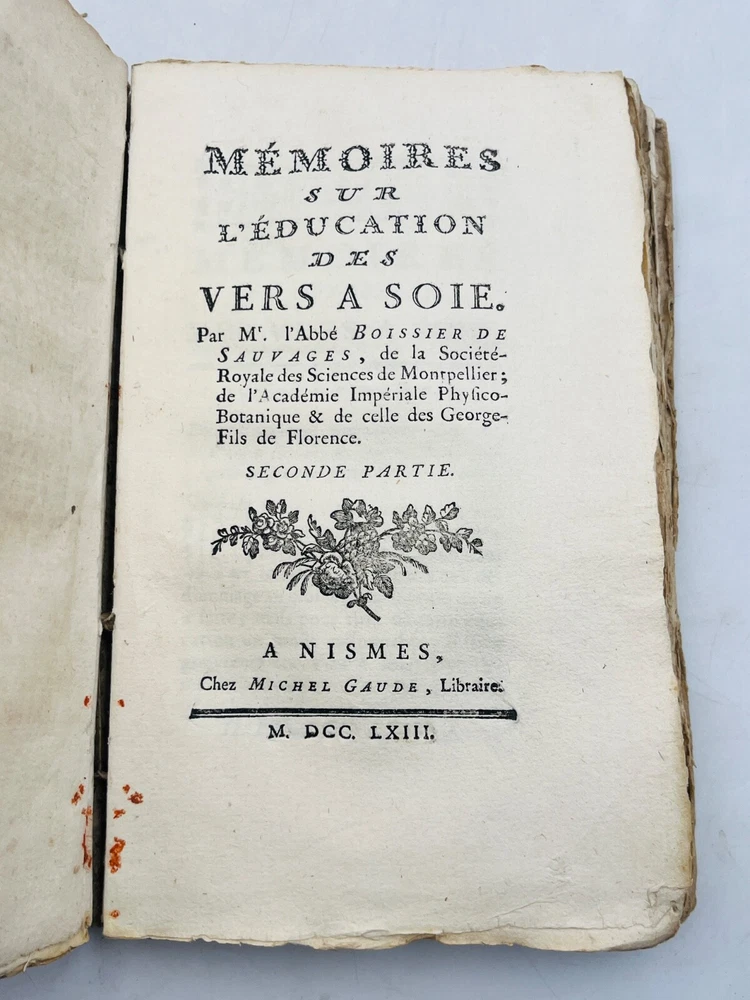 MÉMOIRES
SUR
L'ÉDUCATION
DES
VERS A SOIE.
Par Mr. l'Abbé BOISSIER DE
SAUVAGES, de la Société-
Royale des Sciences de Montpellier;
de l'Académie Impériale Phyſico-
Botanique & de celle des George-
Fils de Florence.
SECONDE PARTIE.
A NISMES,
Chez MICHEL GAUDE, Libraire.
M. DCC. LXIII.